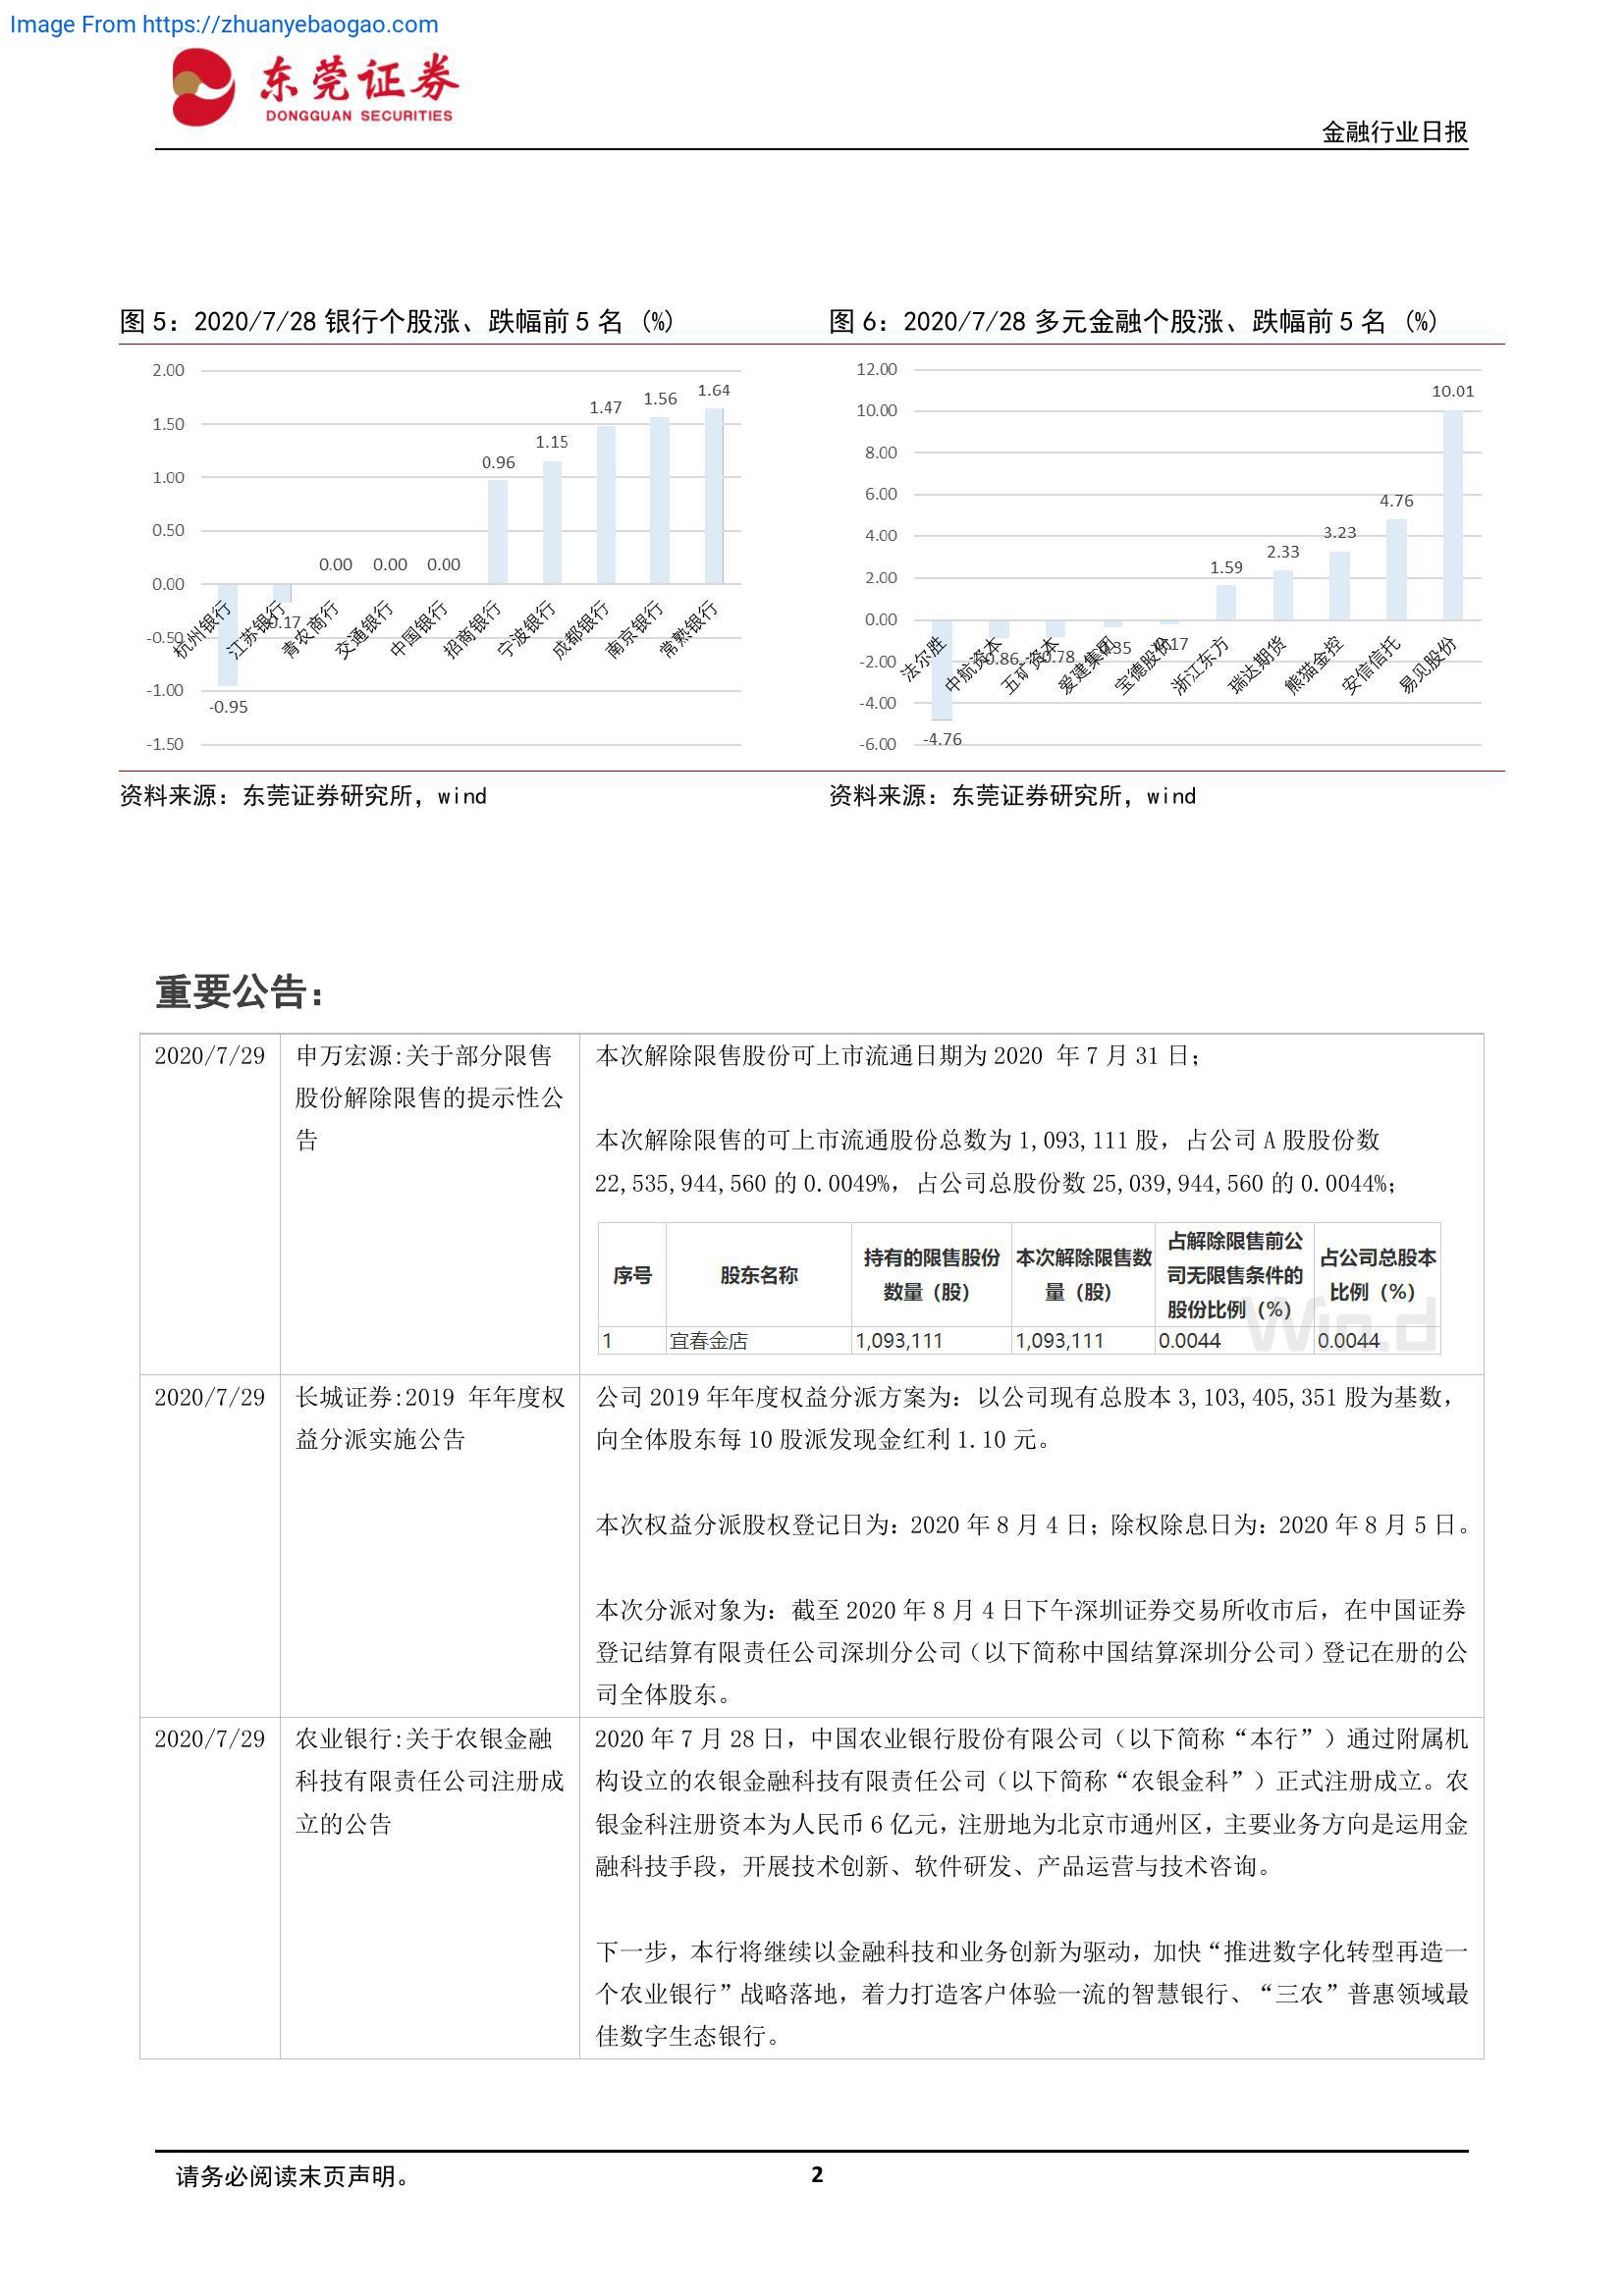 Image From https://zhuanyebaogao.com
东莞证券
DONGGUAN SECURITIES
金融行业日报
图 5：2020/7/28 银行个股涨、跌幅前 5 名 (%)
2.00
1.50
1.00
0.50
0.00
-0.50
-1.00
-1.50
-0.95
0.17
0.00
0.00
0.00
0.96
1.15
1.47
1.56
1.64
杭州银行
江苏银行
青农商行
交通银行
中国银行
招商银行
宁波银行
成都银行
南京银行
常熟银行
资料来源：东莞证券研究所，wind
图 6：2020/7/28 多元金融个股涨、跌幅前 5 名 (%)
12.00
10.00
8.00
6.00
4.00
2.00
0.00
-2.00
-4.00
-6.00
-4.76
0.86
0.78
.35
.17
1.59
2.33
3.23
4.76
10.01
法尔胜
中航资本
五矿资本
爱建集团
宝德股份
浙江东方
瑞达期货
熊猫金控
安信信托
易见股份
资料来源：东莞证券研究所，wind
重要公告：
2020/7/29
申万宏源:关于部分限售
股份解除限售的提示性公
告
本次解除限售股份可上市流通日期为 2020 年 7 月 31 日；
本次解除限售的可上市流通股份总数为 1,093,111 股，占公司 A 股股份数
22,535,944,560 的 0.0049%，占公司总股份数 25,039,944,560 的 0.0044%；
序号
股东名称
持有的限售股份
数量（股）
本次解除限售数
量（股）
占解除限售前公
司无限售条件的
股份比例（%）
占公司总股本
比例（%）
1
宜春金店
1,093,111
1,093,111
0.0044
0.0044
Win.d
2020/7/29
长城证券:2019 年年度权
益分派实施公告
公司 2019 年年度权益分派方案为：以公司现有总股本 3,103,405,351 股为基数，
向全体股东每 10 股派发现金红利 1.10 元。
本次权益分派股权登记日为：2020 年 8 月 4 日；除权除息日为：2020 年 8 月 5 日。
本次分派对象为：截至 2020 年 8 月 4 日下午深圳证券交易所收市后，在中国证券
登记结算有限责任公司深圳分公司（以下简称中国结算深圳分公司）登记在册的公
司全体股东。
2020/7/29
农业银行:关于农银金融
科技有限责任公司注册成
立的公告
2020 年 7 月 28 日，中国农业银行股份有限公司（以下简称“本行”）通过附属机
构设立的农银金融科技有限责任公司（以下简称“农银金科”）正式注册成立。农
银金科注册资本为人民币 6 亿元，注册地为北京市通州区，主要业务方向是运用金
融科技手段，开展技术创新、软件研发、产品运营与技术咨询。
下一步，本行将继续以金融科技和业务创新为驱动，加快“推进数字化转型再造一
个农业银行”战略落地，着力打造客户体验一流的智慧银行、“三农”普惠领域最
佳数字生态银行。
请务必阅读末页声明。
2